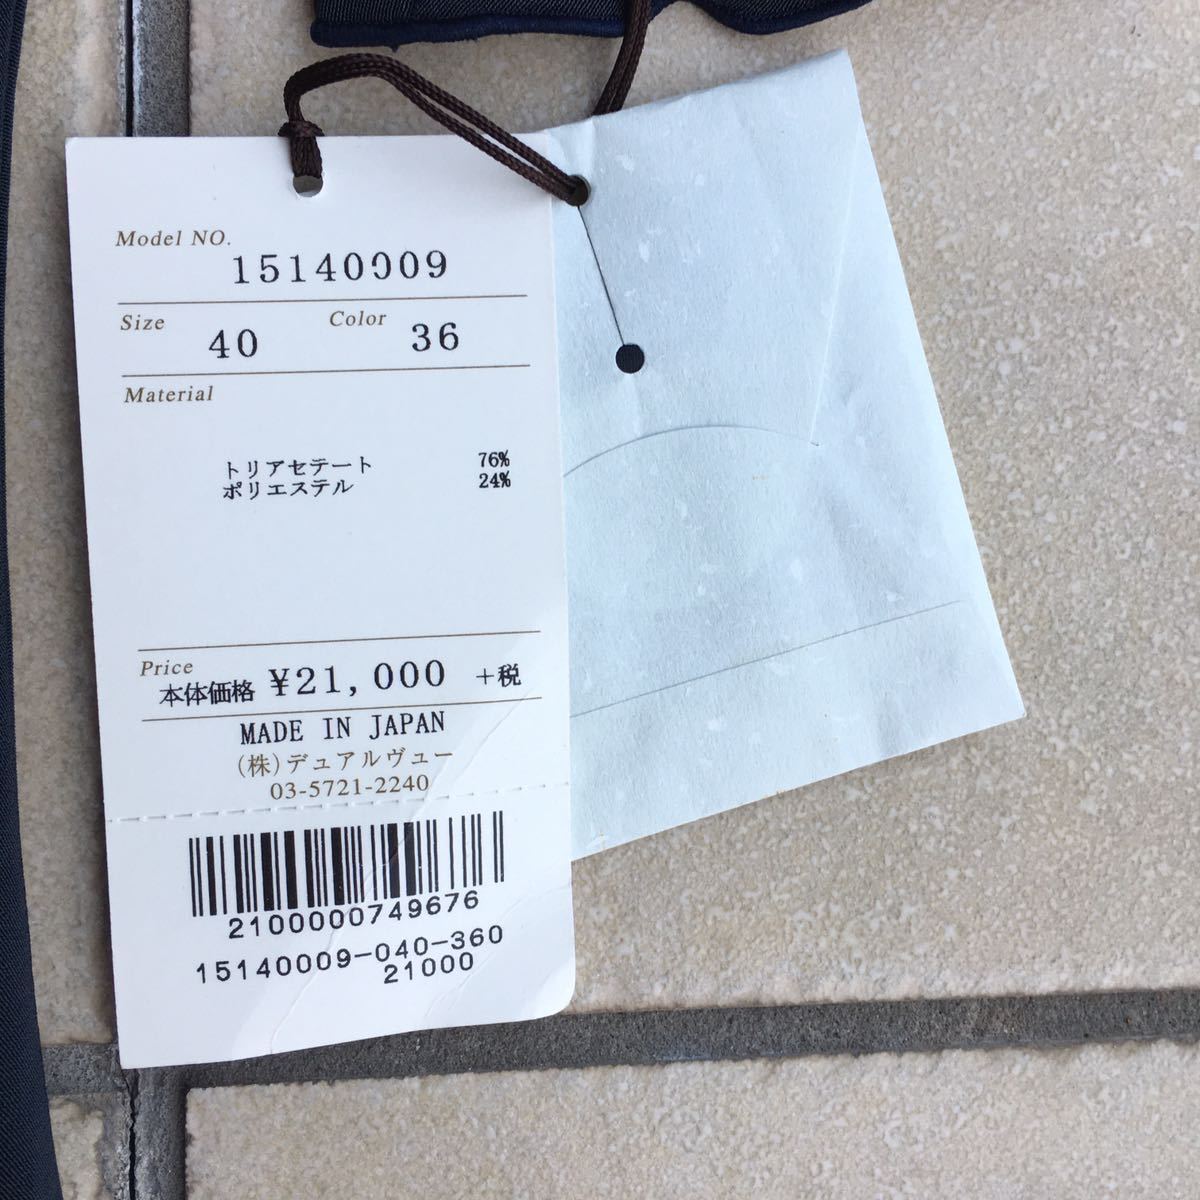 Model NO.
15140009
Size 40 Color 36
Material
トリアセテート 76%
ポリエステル 24%
Price
本体価格 ¥21,000 +税
MADE IN JAPAN
(株)デュアルヴュー
03-5721-2240
2100000749676
15140009-040-360
21000